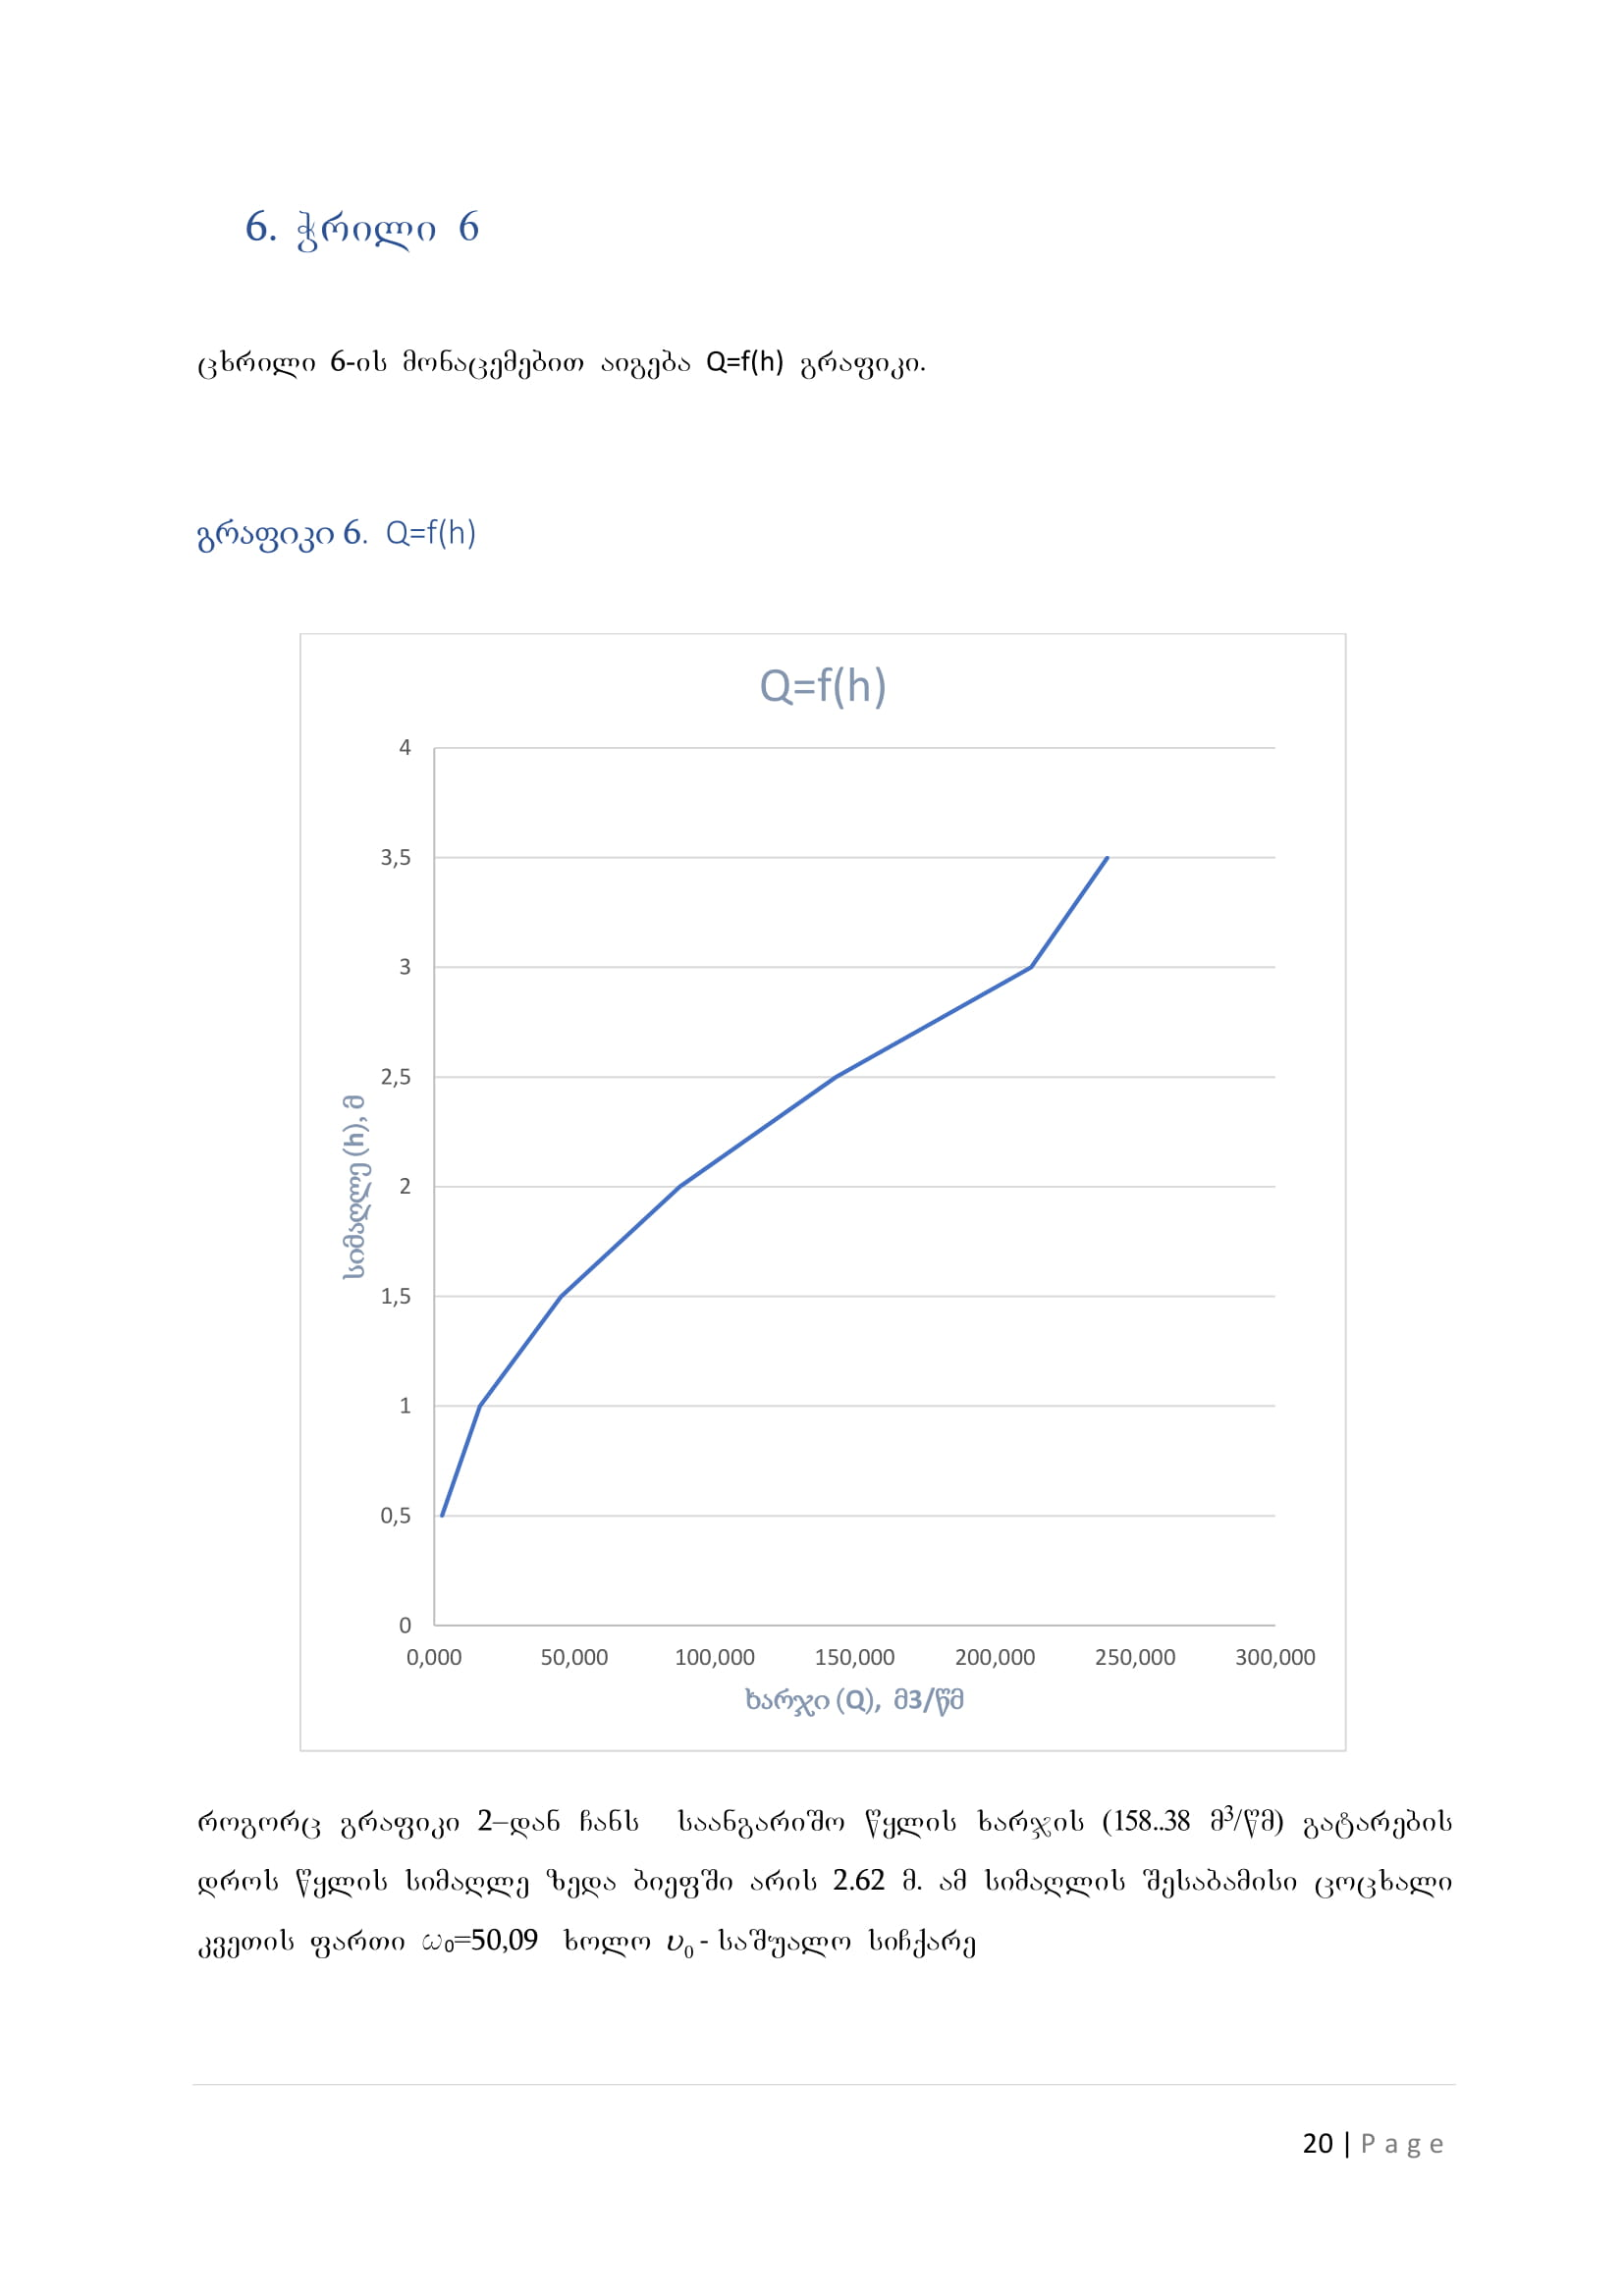 6. ჭრილი 6
ცხრილი 6-ის მონაცემებით აიგება Q=f(h) გრაფიკი.
გრაფიკი 6. Q=f(h)
Q=f(h)
4
3,5
3
2,5
2
1,5
1
0,5
0
სიმაღლე (h), მ
0,000 50,000 100,000 150,000 200,000 250,000 300,000
ხარჯი (Q), მ3/წმ
როგორც გრაფიკი 2–დან ჩანს საანგარიშო წყლის ხარჯის (158..38 მ³/წმ) გატარების
დროს წყლის სიმაღლე ზედა ბიეფში არის 2.62 მ. ამ სიმაღლის შესაბამისი ცოცხალი
კვეთის ფართი ω₀=50,09 ხოლო υ₀ - საშუალო სიჩქარე
20 | Page